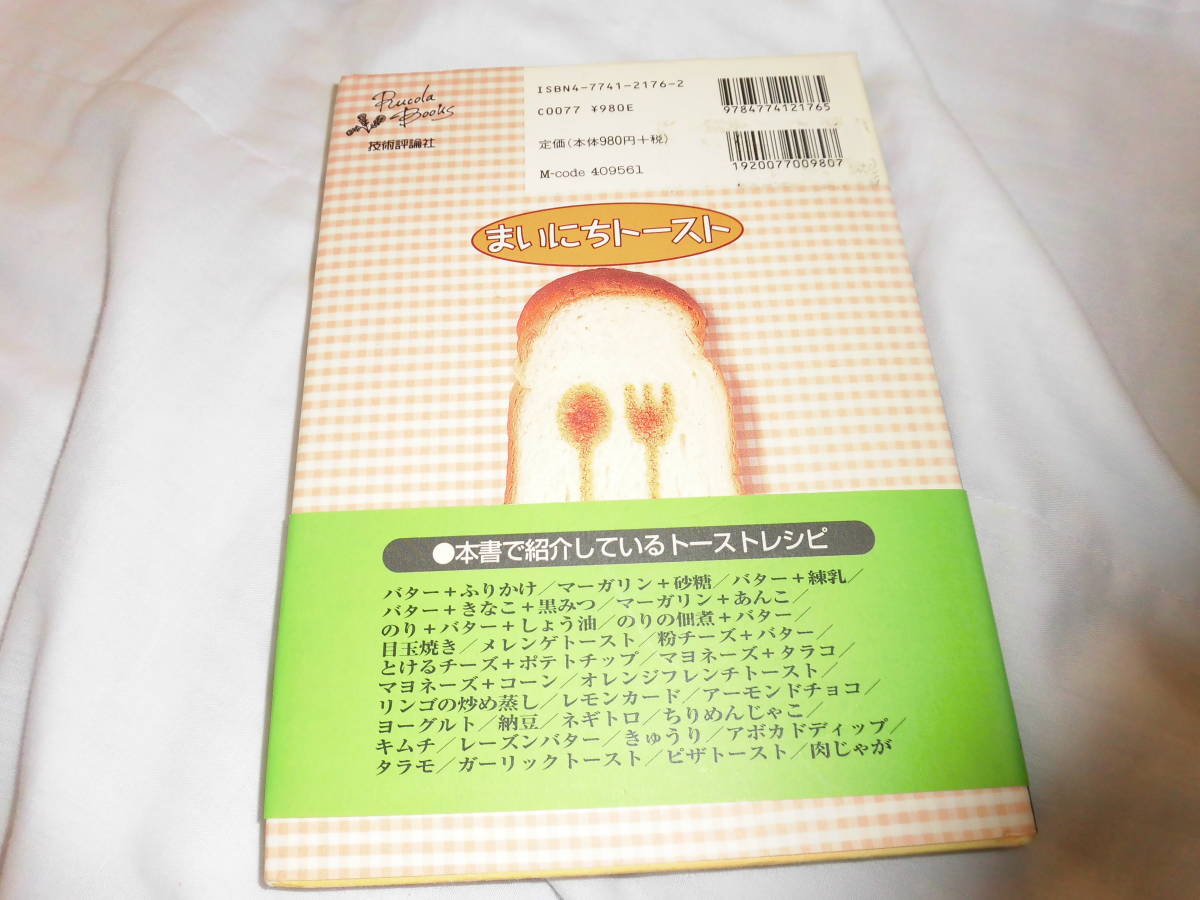 Rucola
Books
技術評論社
ISBN4-7741-2176-2
C0077 ¥980E
定価(本体980円+税)
M-code 409561
9784774121765
1920077009807
まいにちトースト
●本書で紹介しているトーストレシピ
バター+ふりかけ/マーガリン+砂糖/バター+練乳/
バター+きなこ+黒みつ/マーガリン+あんこ/
のり+バター+しょう油/のりの佃煮+バター/
目玉焼き/メレンゲトースト/粉チーズ+バター/
とけるチーズ+ポテトチップ/マヨネーズ+タラコ/
マヨネーズ+コーン/オレンジフレンチトースト/
リンゴの炒め蒸し/レモンカード/アーモンドチョコ/
ヨーグルト/納豆/ネギトロ/ちりめんじゃこ/
キムチ/レーズンバター/きゅうり/アボカドディップ/
タラモ/ガーリックトースト/ピザトースト/肉じゃが